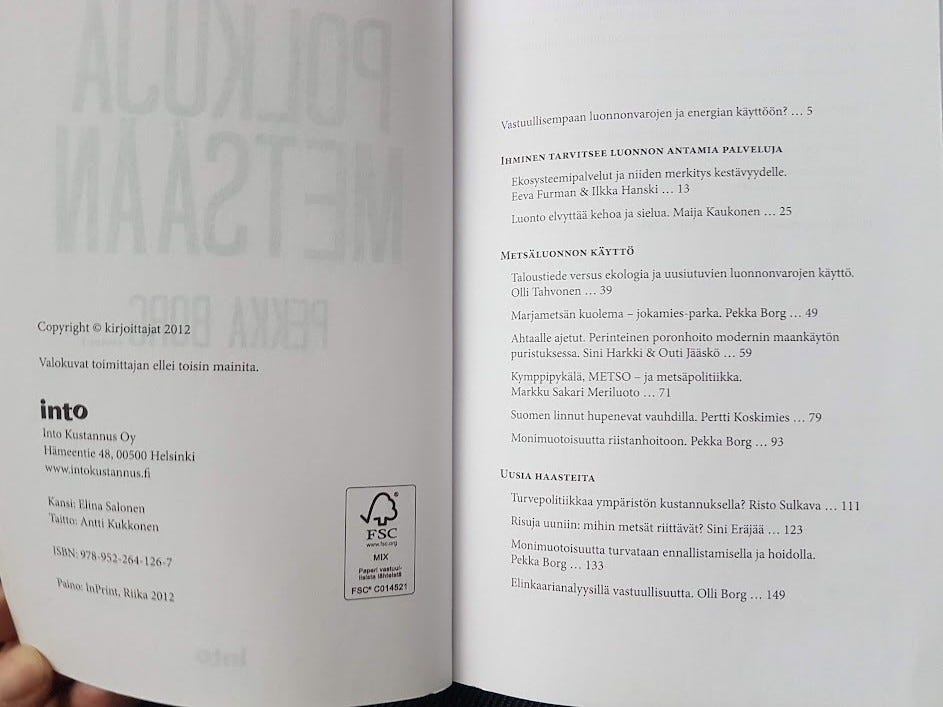 Copyright © kirjoittajat 2012
Valokuvat toimittajan ellei toisin mainita.
into
Into Kustannus Oy
Hämeentie 48, 00500 Helsinki
www.intokustannus.fi
Kansi: Elina Salonen
Taitto: Antti Kukkonen
ISBN: 978-952-264-126-7
Paino: InPrint, Riika 2012
FSC
www.fsc.org
MIX
Paperi vastuul-
lisista lähteistä
FSC® C014521
POLKUJA
METSÄÄN
PEKKA BORG
into
Vastuullisempaan luonnonvarojen ja energian käyttöön? … 5
Ihminen tarvitsee luonnon antamia palveluja
Ekosysteemipalvelut ja niiden merkitys kestävyydelle.
Eeva Furman & Ilkka Hanski … 13
Luonto elvyttää kehoa ja sielua. Maija Kaukonen … 25
Metsäluonnon käyttö
Taloustiede versus ekologia ja uusiutuvien luonnonvarojen käyttö.
Olli Tahvonen … 39
Marjametsän kuolema – jokamies-parka. Pekka Borg … 49
Ahtaalle ajetut. Perinteinen poronhoito modernin maankäytön
puristuksessa. Sini Harkki & Outi Jääskö … 59
Kymppipykälä, METSO – ja metsäpolitiikka.
Markku Sakari Meriluoto … 71
Suomen linnut hupenevat vauhdilla. Pertti Koskimies … 79
Monimuotoisuutta riistanhoitoon. Pekka Borg … 93
Uusia haasteita
Turvepolitiikkaa ympäristön kustannuksella? Risto Sulkava … 111
Risuja uuniin: mihin metsät riittävät? Sini Eräjää … 123
Monimuotoisuutta turvataan ennallistamisella ja hoidolla.
Pekka Borg … 133
Elinkaarianalyysillä vastuullisuutta. Olli Borg … 149